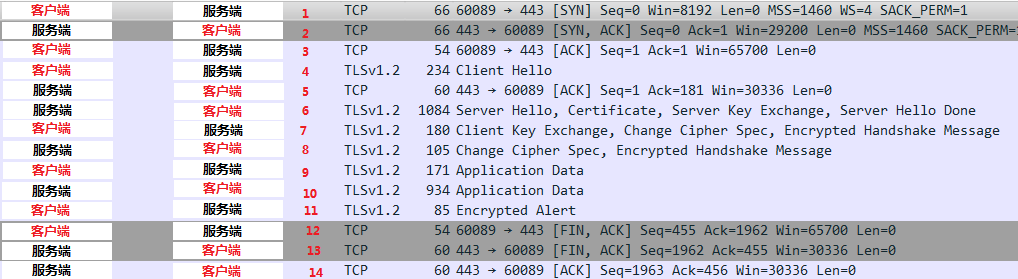 客户端 服务端 1 TCP 66 60089 → 443 [SYN] Seq=0 Win=8192 Len=0 MSS=1460 WS=4 SACK_PERM=1
服务端 客户端 2 TCP 66 443 → 60089 [SYN, ACK] Seq=0 Ack=1 Win=29200 Len=0 MSS=1460 SACK_PERM=
客户端 服务端 3 TCP 54 60089 → 443 [ACK] Seq=1 Ack=1 Win=65700 Len=0
客户端 服务端 4 TLSv1.2 234 Client Hello
服务端 客户端 5 TCP 60 443 → 60089 [ACK] Seq=1 Ack=181 Win=30336 Len=0
服务端 客户端 6 TLSv1.2 1084 Server Hello, Certificate, Server Key Exchange, Server Hello Done
客户端 服务端 7 TLSv1.2 180 Client Key Exchange, Change Cipher Spec, Encrypted Handshake Message
服务端 客户端 8 TLSv1.2 105 Change Cipher Spec, Encrypted Handshake Message
客户端 服务端 9 TLSv1.2 171 Application Data
服务端 客户端 10 TLSv1.2 934 Application Data
客户端 服务端 11 TLSv1.2 85 Encrypted Alert
客户端 服务端 12 TCP 54 60089 → 443 [FIN, ACK] Seq=455 Ack=1962 Win=65700 Len=0
服务端 客户端 13 TCP 60 443 → 60089 [FIN, ACK] Seq=1962 Ack=455 Win=30336 Len=0
服务端 客户端 14 TCP 60 443 → 60089 [ACK] Seq=1963 Ack=456 Win=30336 Len=0